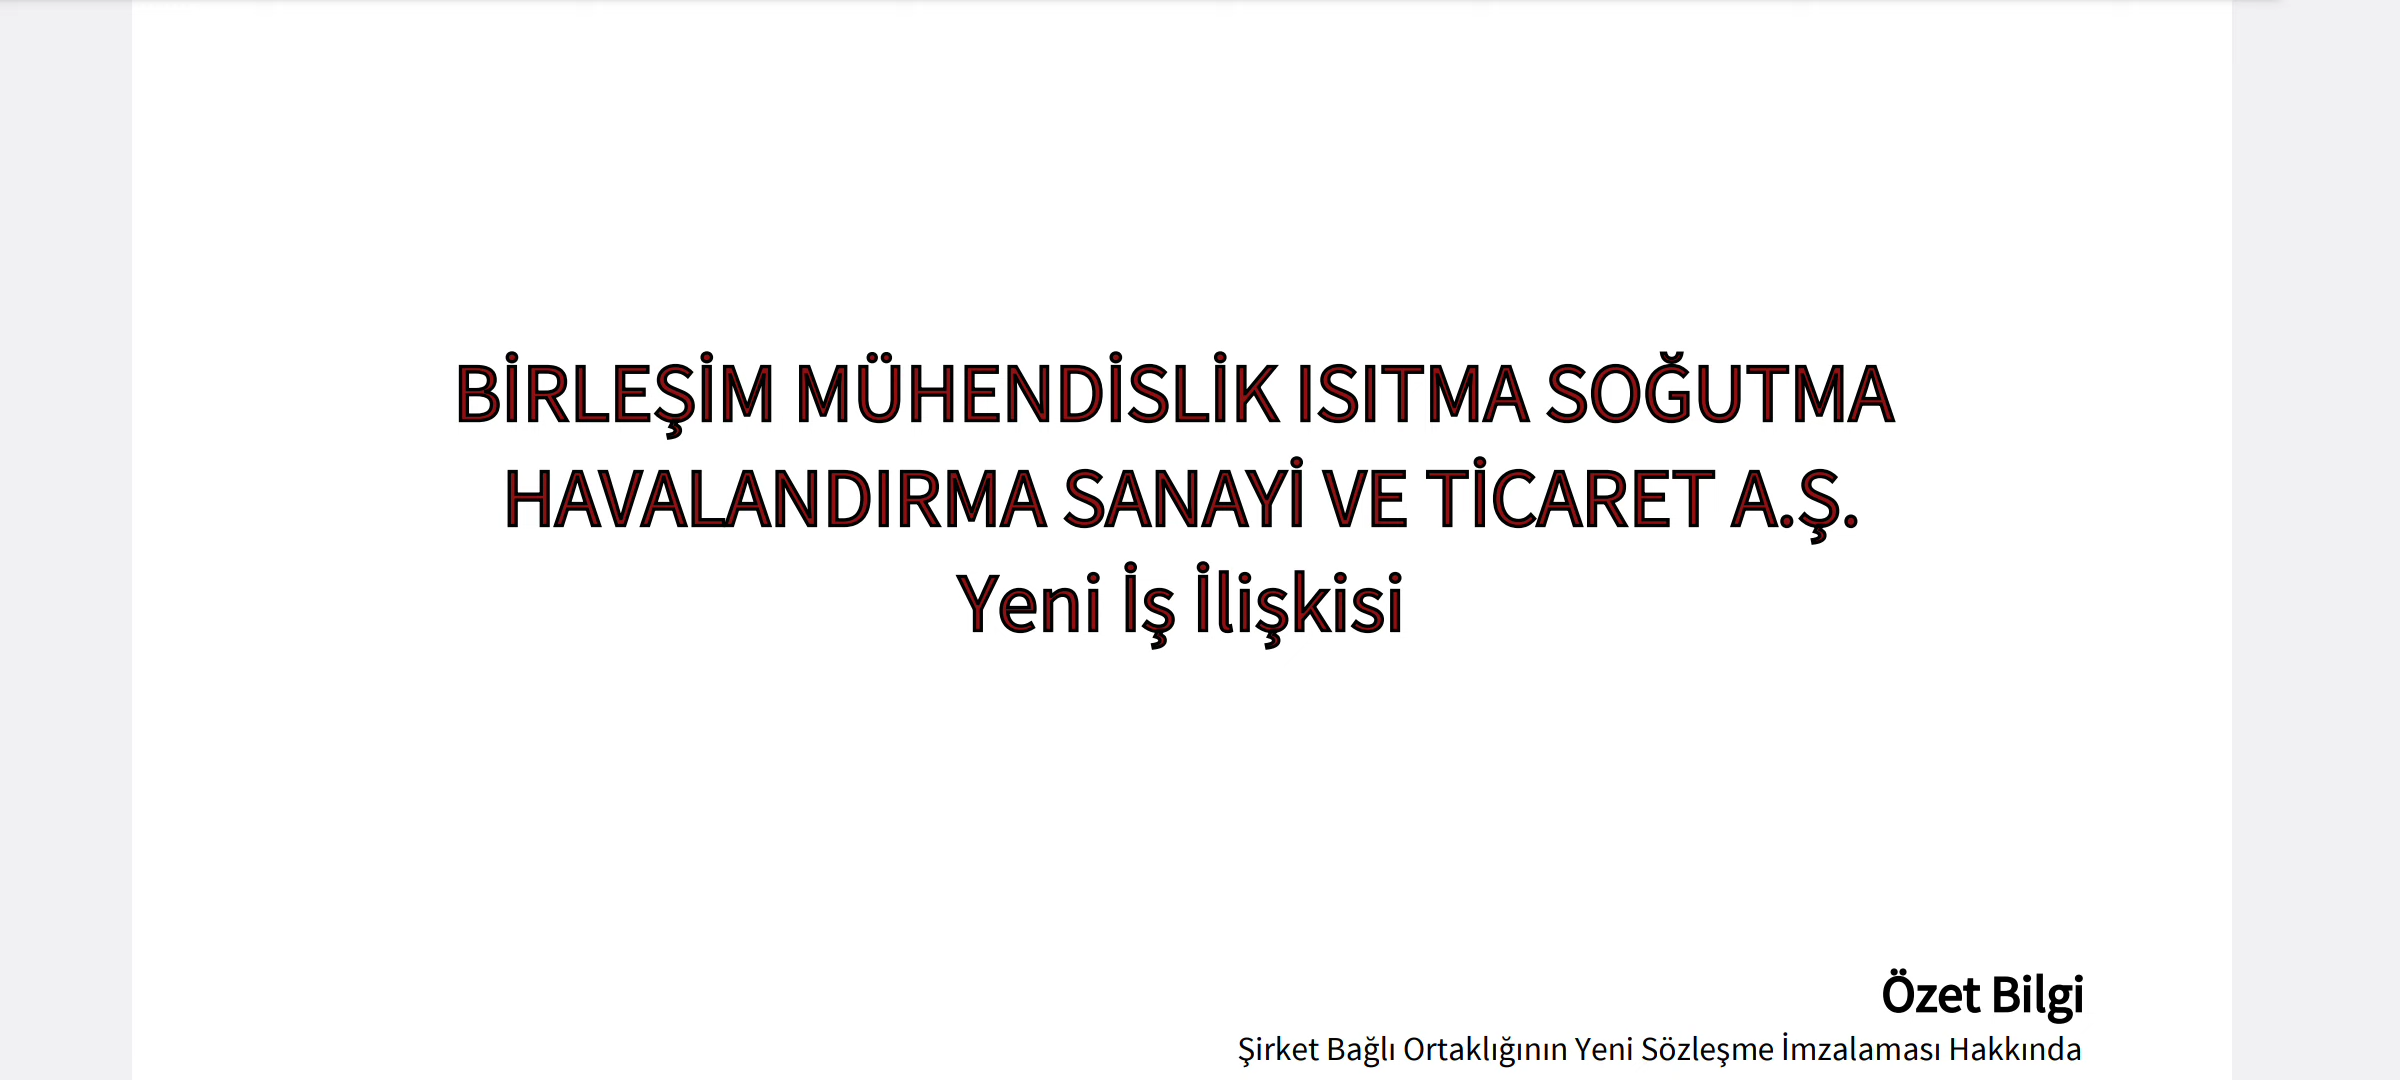 BİRLEŞİM MÜHENDİSLİK ISITMA SOĞUTMA
HAVALANDIRMA SANAYİ VE TİCARET A.Ş.
Yeni İş İlişkisi
Özet Bilgi
Şirket Bağlı Ortaklığının Yeni Sözleşme İmzalaması Hakkında